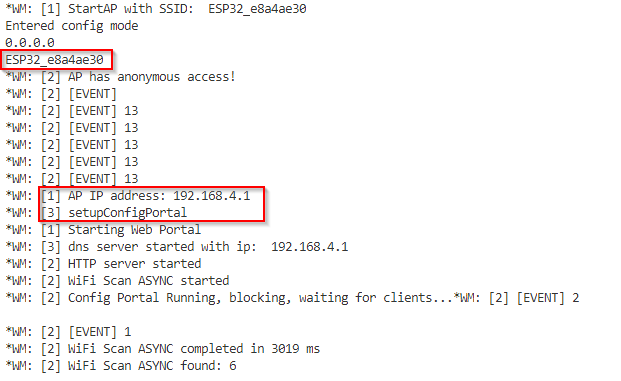 *WM: [1] StartAP with SSID:  ESP32_e8a4ae30
Entered config mode
0.0.0.0
ESP32_e8a4ae30
*WM: [2] AP has anonymous access!
*WM: [2] [EVENT]
*WM: [2] [EVENT] 13
*WM: [2] [EVENT] 13
*WM: [2] [EVENT] 13
*WM: [2] [EVENT] 13
*WM: [2] [EVENT] 13
*WM: [1] AP IP address: 192.168.4.1
*WM: [3] setupConfigPortal
*WM: [1] Starting Web Portal
*WM: [3] dns server started with ip:  192.168.4.1
*WM: [2] HTTP server started
*WM: [2] WiFi Scan ASYNC started
*WM: [2] Config Portal Running, blocking, waiting for clients...*WM: [2] [EVENT] 2
*WM: [2] [EVENT] 1
*WM: [2] WiFi Scan ASYNC completed in 3019 ms
*WM: [2] WiFi Scan ASYNC found: 6